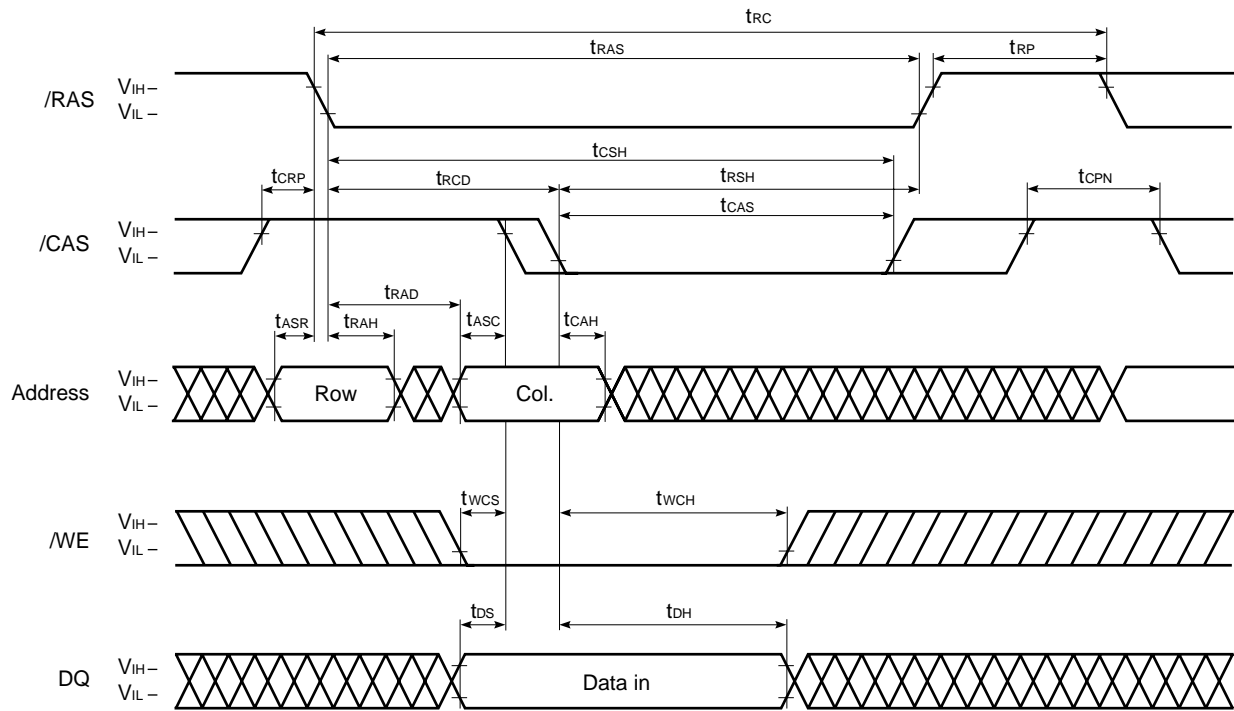 tRC
tRAS
tRP
/RAS
VIH –
VIL –
tCSH
tCRP
tRCD
tRSH
tCPN
tCAS
/CAS
VIH –
VIL –
tRAD
tASR
tRAH
tASC
tCAH
Address
VIH –
VIL –
Row
Col.
tWCS
tWCH
/WE
VIH –
VIL –
tDS
tDH
DQ
VIH –
VIL –
Data in